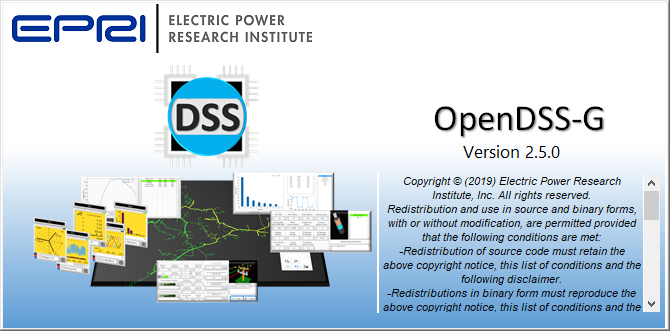 EPRI
ELECTRIC POWER
RESEARCH INSTITUTE
DSS
OpenDSS-G
Version 2.5.0
Copyright © (2019) Electric Power Research
Institute, Inc. All rights reserved.
Redistribution and use in source and binary forms,
with or without modification, are permitted provided
that the following conditions are met:
-Redistribution of source code must retain the
above copyright notice, this list of conditions and the
following disclaimer.
-Redistributions in binary form must reproduce the
above copyright notice, this list of conditions and the